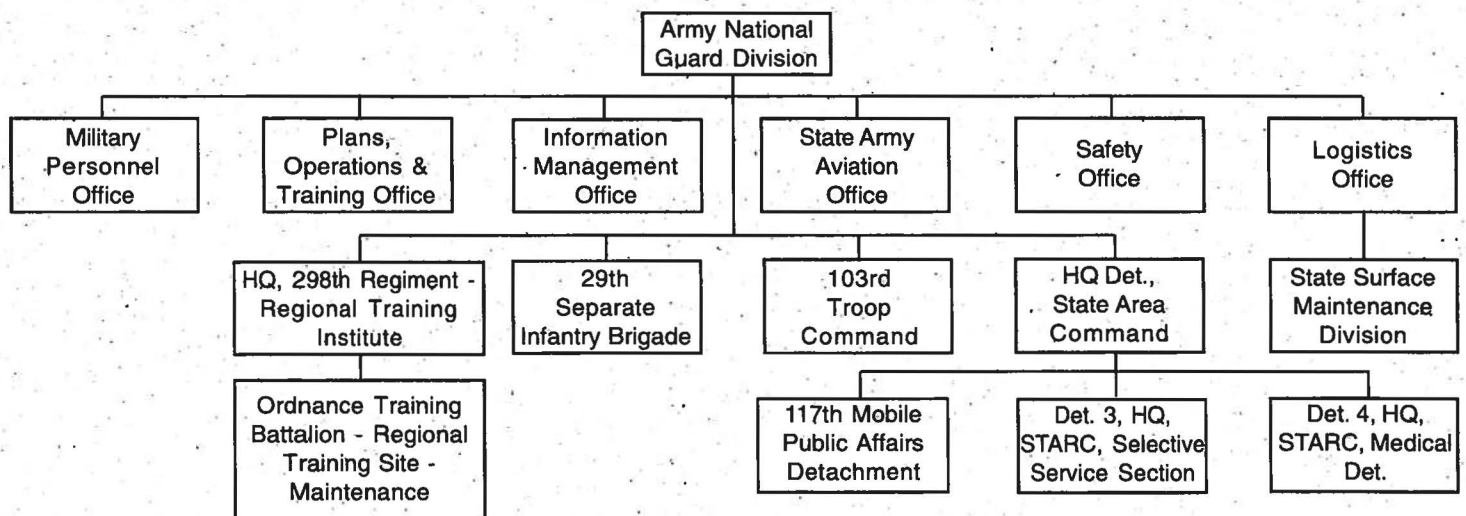 Army National
Guard Division
Military
Personnel
Office
Plans,
Operations &
Training Office
Information
Management
Office
State Army
Aviation
Office
Safety
Office
Logistics
Office
HQ, 298th Regiment -
Regional Training
Institute
29th
Separate
Infantry Brigade
103rd
Troop
Command
HQ Det.,
State Area
Command
State Surface
Maintenance
Division
Ordnance Training
Battalion - Regional
Training Site -
Maintenance
117th Mobile
Public Affairs
Detachment
Det. 3, HQ,
STARC, Selective
Service Section
Det. 4, HQ,
STARC, Medical
Det.